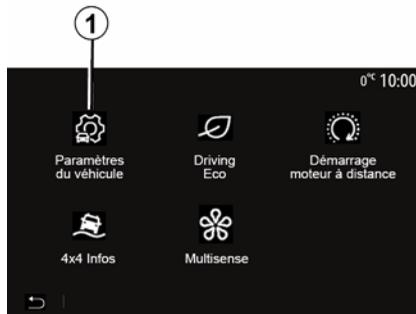 1
0°C 10:00
Paramètres
du véhicule
Driving
Eco
Démarrage
moteur à distance
4x4 Infos
Multisense